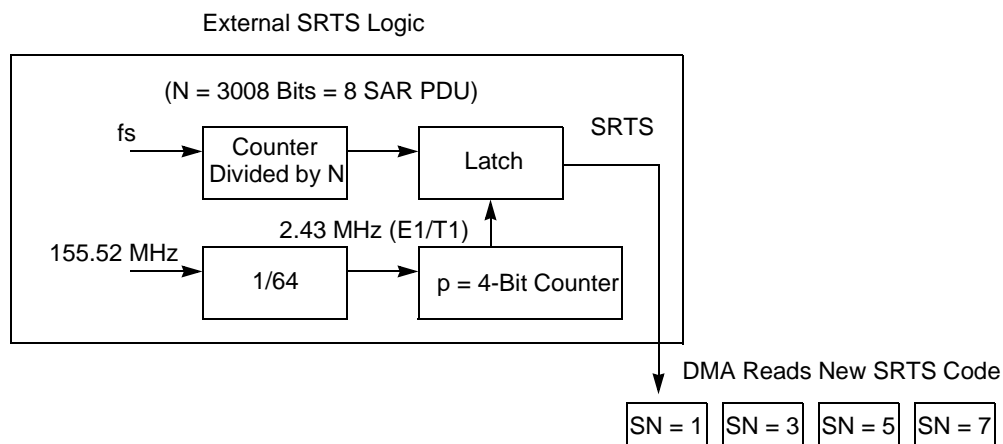 External SRTS Logic
(N = 3008 Bits = 8 SAR PDU)
fs
Counter
Divided by N
Latch
SRTS
2.43 MHz (E1/T1)
155.52 MHz
1/64
p = 4-Bit Counter
DMA Reads New SRTS Code
SN = 1
SN = 3
SN = 5
SN = 7